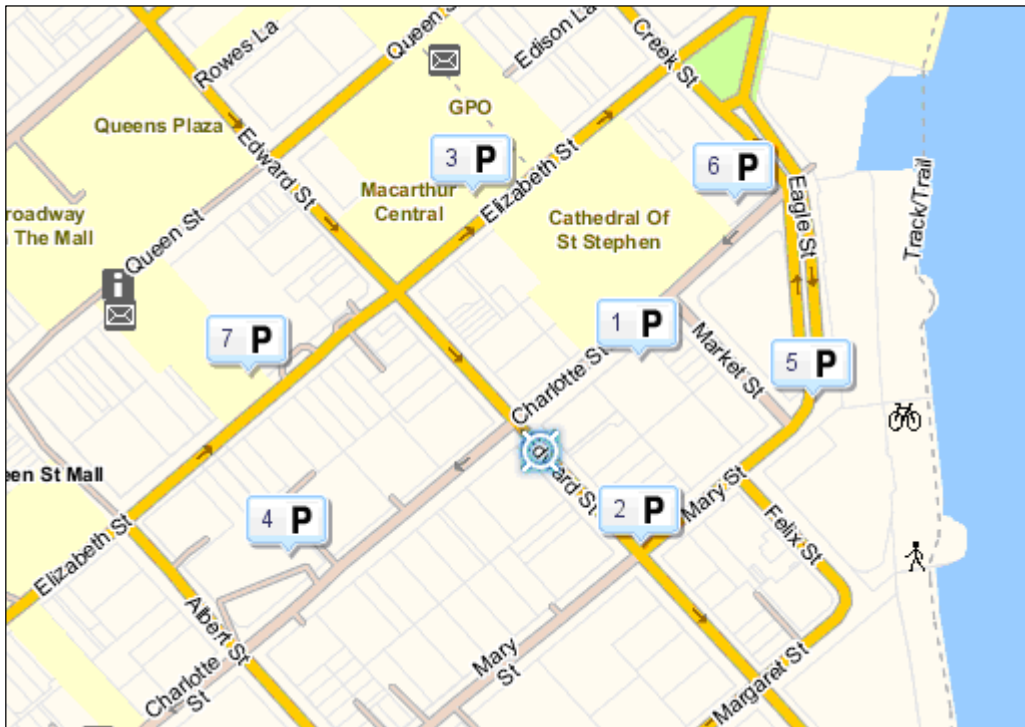 Rowes La
Queen S
Edison La
Creek St
GPO
Queens Plaza
Edward St
3 P
6 P
Elizabeth St
Macarthur
Central
Cathedral Of
St Stephen
Eagle St
Track/Trail
roadway
The Mall
Queen St
i
1 P
7 P
Market St
5 P
Charlotte St
een St Mall
ward St
2 P
Mary St
4 P
Felix St
Elizabeth St
Albert St
Mary
St
Charlotte
St
Margaret St